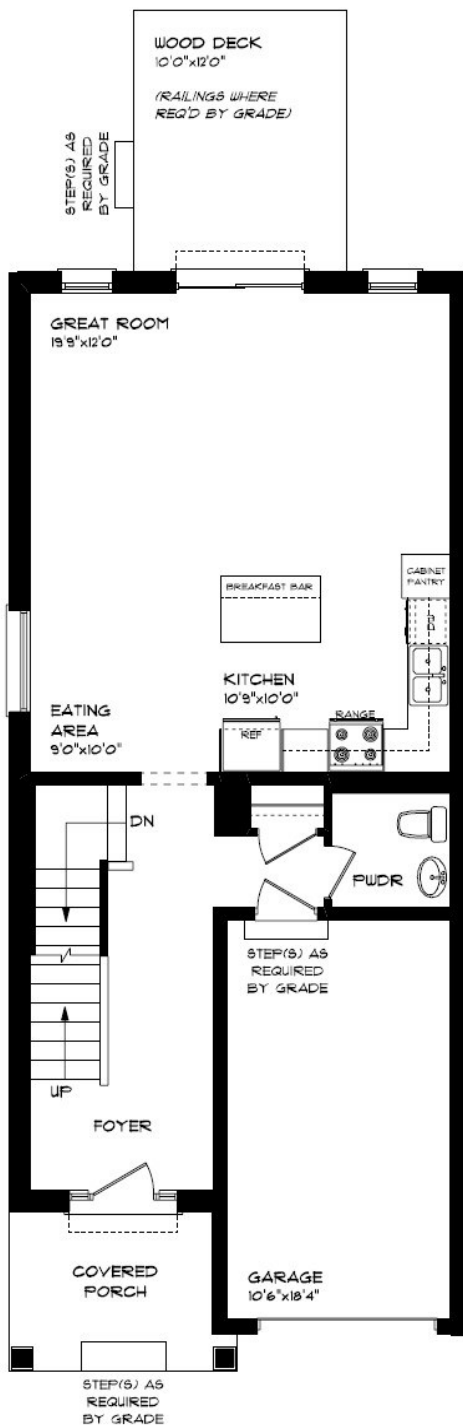 WOOD DECK
10'0"x12'0"
(RAILINGS WHERE
REQ'D BY GRADE)
STEP(S) AS
REQUIRED
BY GRADE
GREAT ROOM
19'9"x12'0"
BREAKFAST BAR
CABINET
PANTRY
DW
KITCHEN
10'9"x10'0"
EATING
AREA
9'0"x10'0"
REF
RANGE
DN
PWDR
STEP(S) AS
REQUIRED
BY GRADE
UP
FOYER
COVERED
PORCH
GARAGE
10'6"x18'4"
STEP(S) AS
REQUIRED
BY GRADE